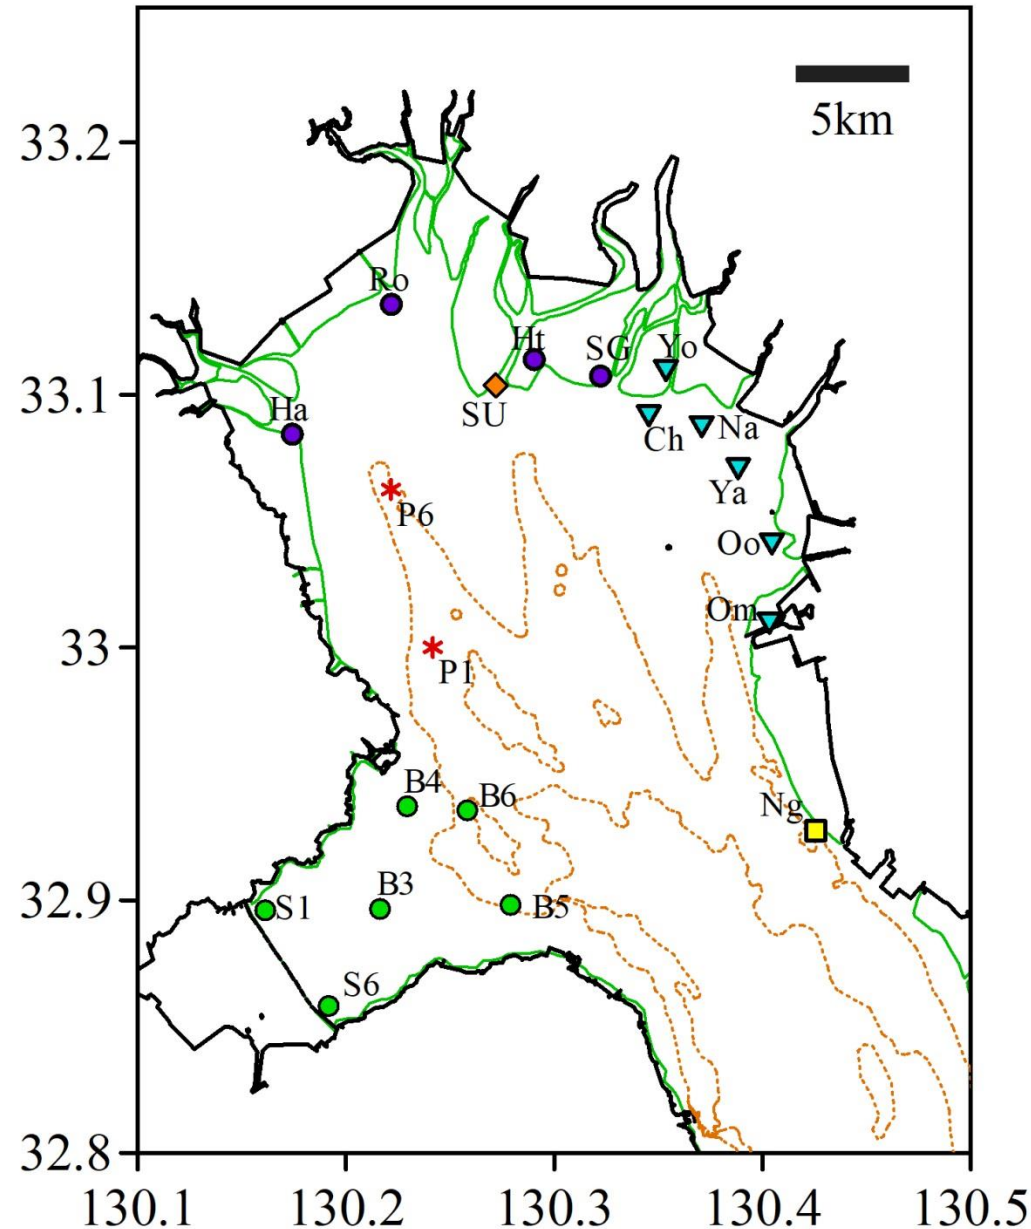 5km
33.2
Ro
Ht
SG
Yo
33.1
SU
Ha
Ch
Na
Ya
P6
Oo
Om
33
P1
B4
B6
Ng
32.9
S1
B3
B5
S6
32.8
130.1
130.2
130.3
130.4
130.5